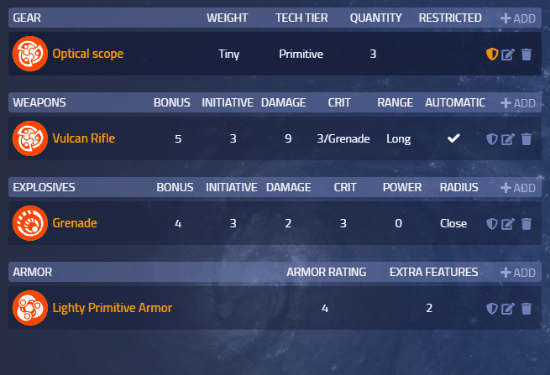 GEAR WEIGHT TECH TIER QUANTITY RESTRICTED +ADD
Optical scope Tiny Primitive 3
WEAPONS BONUS INITIATIVE DAMAGE CRIT RANGE AUTOMATIC +ADD
Vulcan Rifle 5 3 9 3/Grenade Long
EXPLOSIVES BONUS INITIATIVE DAMAGE CRIT POWER RADIUS +ADD
Grenade 4 3 2 3 0 Close
ARMOR ARMOR RATING EXTRA FEATURES +ADD
Lighty Primitive Armor 4 2